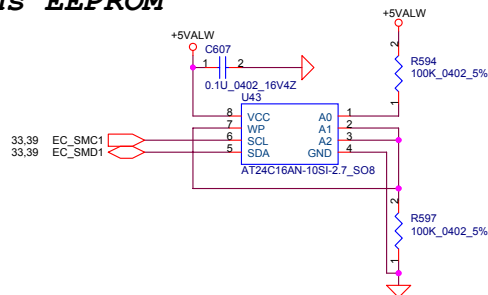 us EEPROM
+5VALW
+5VALW
C607
1 2
0.1U_0402_16V4Z
2
R594
100K_0402_5%
1
U43
8 VCC A0 1
7 WP A1 2
33,39 EC_SMC1 6 SCL A2 3
33,39 EC_SMD1 5 SDA GND 4
AT24C16AN-10SI-2.7_SO8
2
R597
100K_0402_5%
1